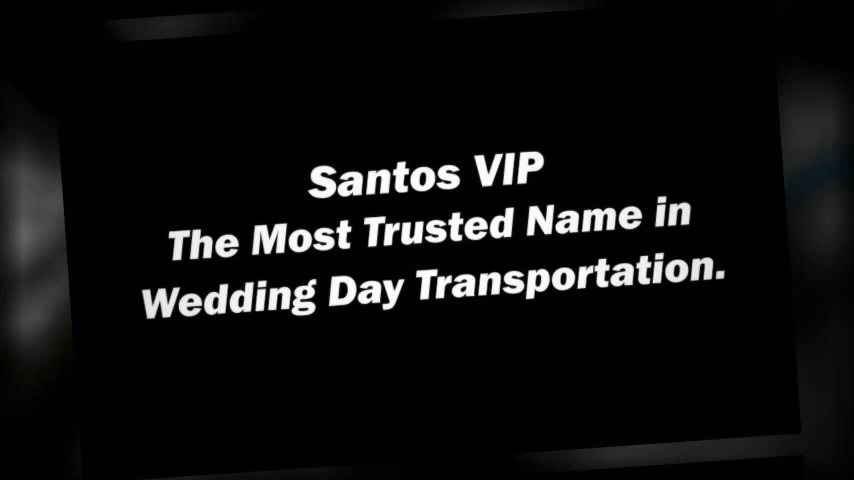 Santos VIP
The Most Trusted Name in
Wedding Day Transportation.